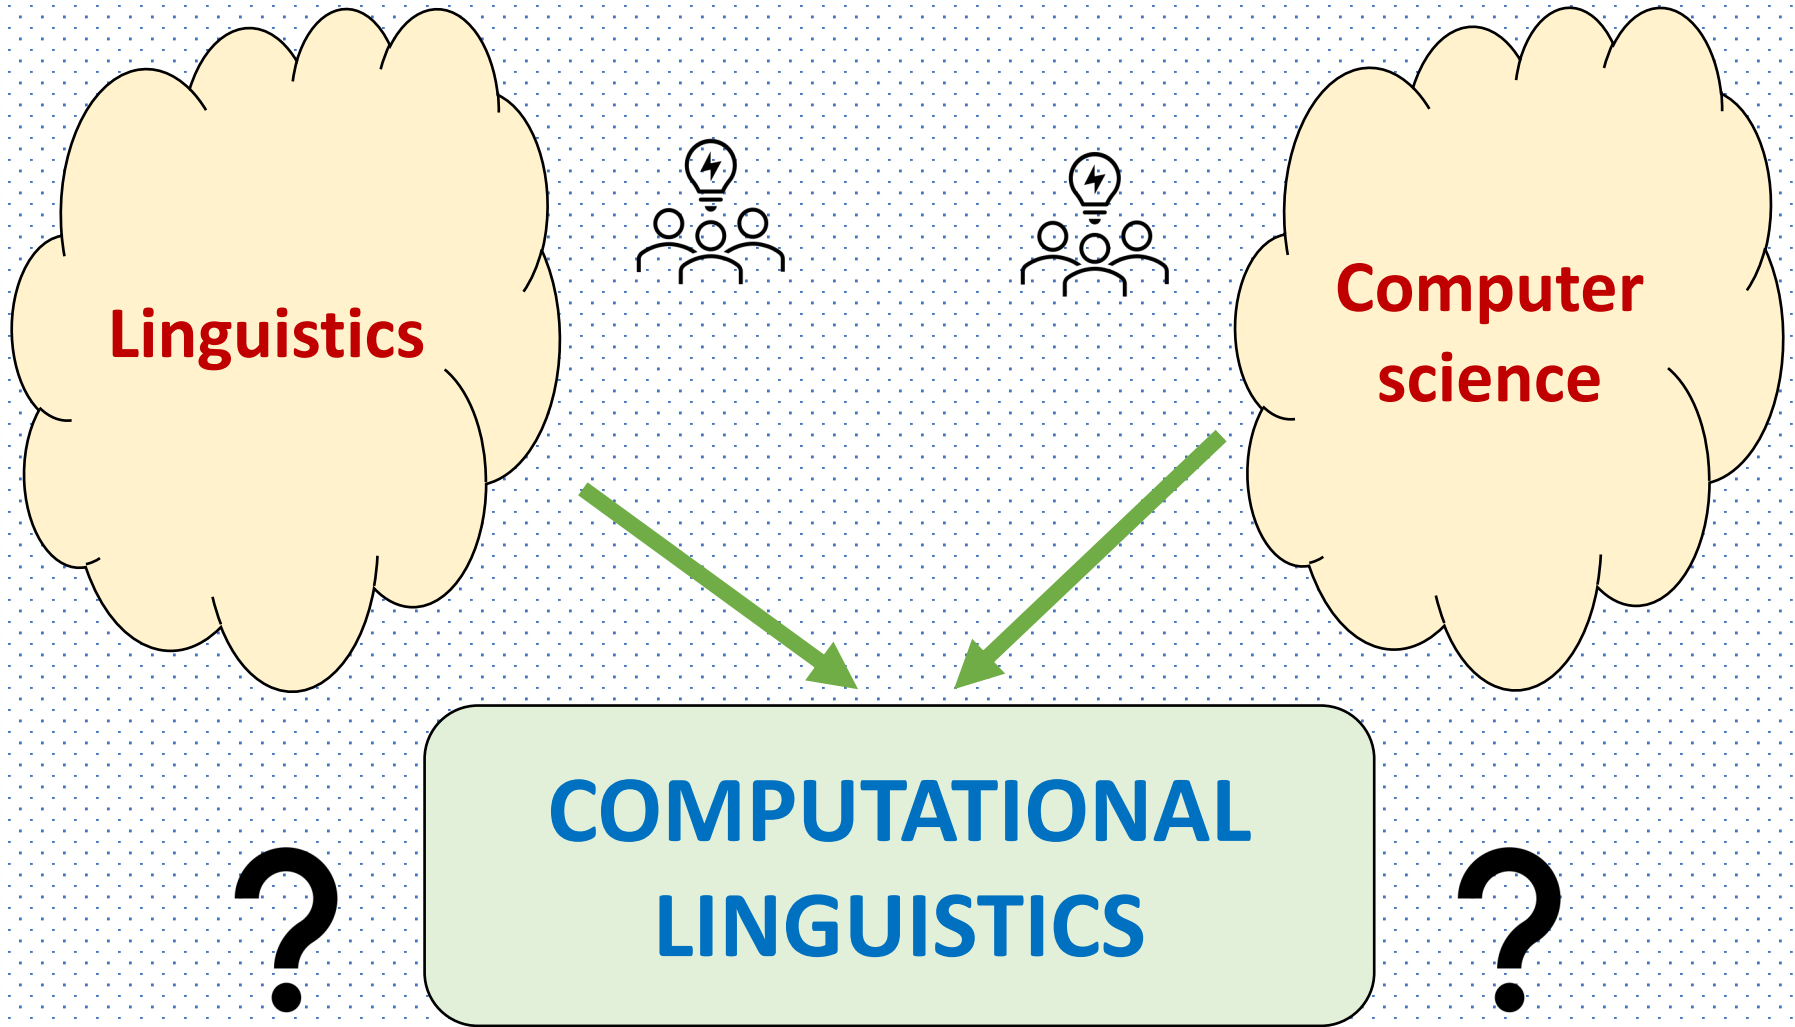 Linguistics
Computer
science
COMPUTATIONAL
LINGUISTICS
? ?